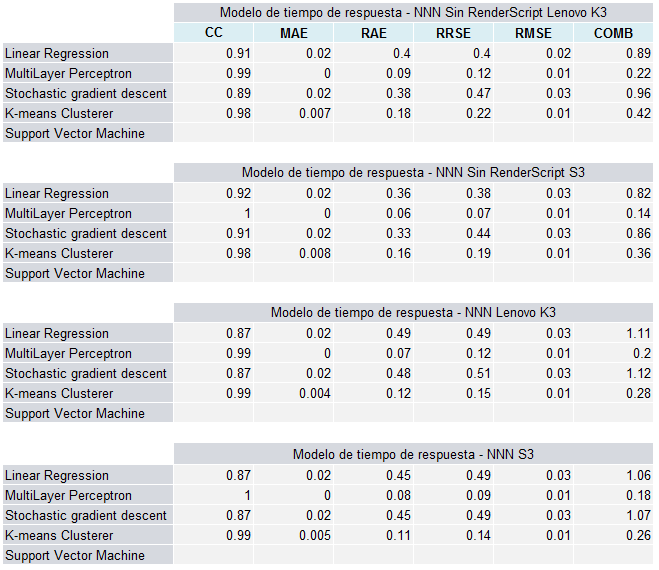 Modelo de tiempo de respuesta - NNN Sin RenderScript Lenovo K3
CC MAE RAE RRSE RMSE COMB
Linear Regression 0.91 0.02 0.4 0.4 0.02 0.89
MultiLayer Perceptron 0.99 0 0.09 0.12 0.01 0.22
Stochastic gradient descent 0.89 0.02 0.38 0.47 0.03 0.96
K-means Clusterer 0.98 0.007 0.18 0.22 0.01 0.42
Support Vector Machine
Modelo de tiempo de respuesta - NNN Sin RenderScript S3
Linear Regression 0.92 0.02 0.36 0.38 0.03 0.82
MultiLayer Perceptron 1 0 0.06 0.07 0.01 0.14
Stochastic gradient descent 0.91 0.02 0.33 0.44 0.03 0.86
K-means Clusterer 0.98 0.008 0.16 0.19 0.01 0.36
Support Vector Machine
Modelo de tiempo de respuesta - NNN Lenovo K3
Linear Regression 0.87 0.02 0.49 0.49 0.03 1.11
MultiLayer Perceptron 0.99 0 0.07 0.12 0.01 0.2
Stochastic gradient descent 0.87 0.02 0.48 0.51 0.03 1.12
K-means Clusterer 0.99 0.004 0.12 0.15 0.01 0.28
Support Vector Machine
Modelo de tiempo de respuesta - NNN S3
Linear Regression 0.87 0.02 0.45 0.49 0.03 1.06
MultiLayer Perceptron 1 0 0.08 0.09 0.01 0.18
Stochastic gradient descent 0.87 0.02 0.45 0.49 0.03 1.07
K-means Clusterer 0.99 0.005 0.11 0.14 0.01 0.26
Support Vector Machine